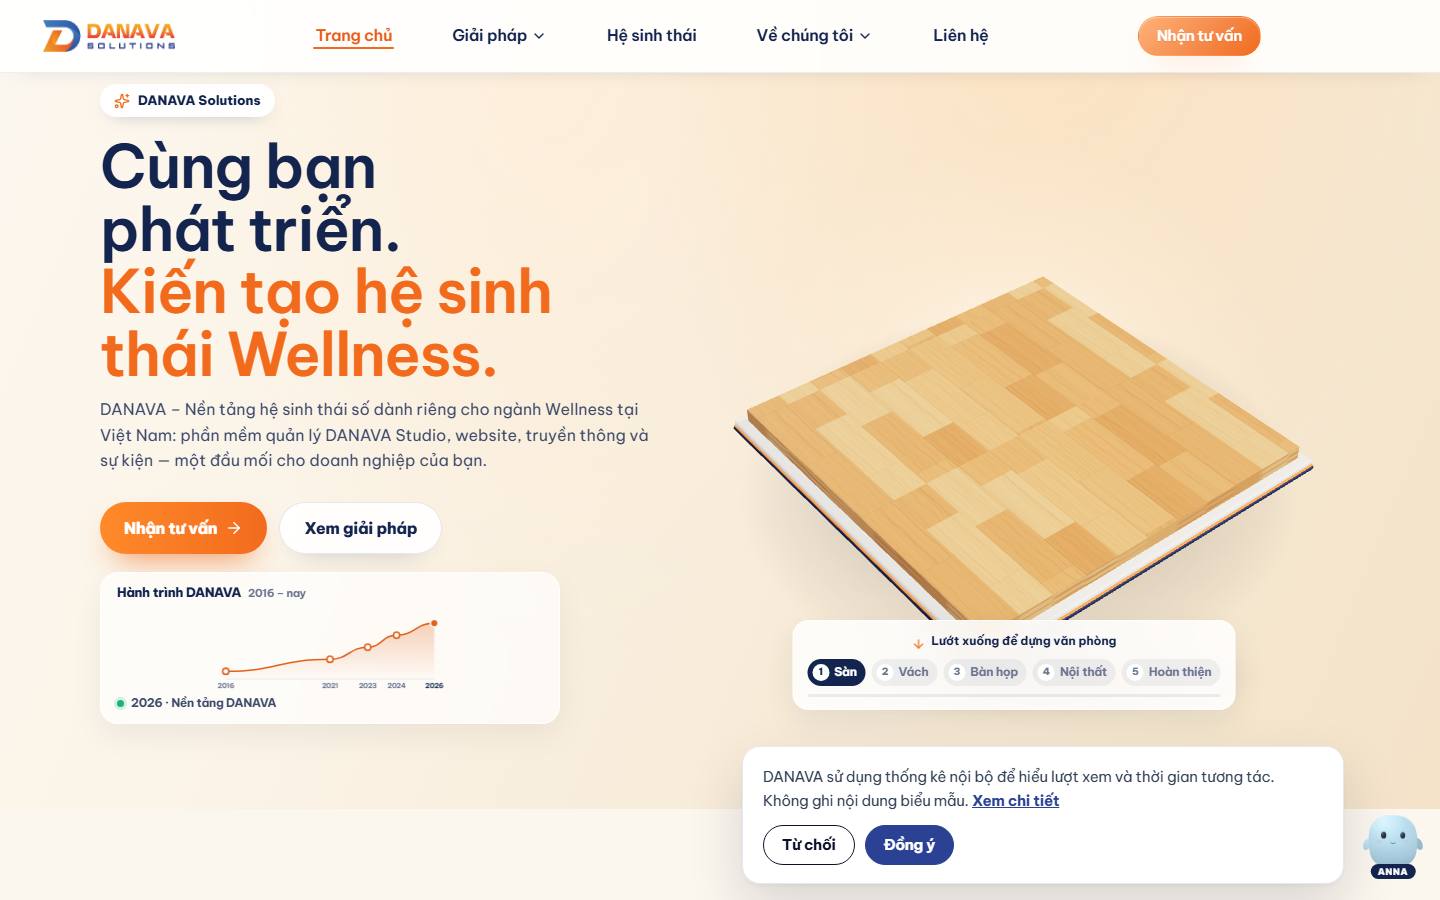 DANAVA
SOLUTIONS
Trang chủ
Giải pháp
Hệ sinh thái
Về chúng tôi
Liên hệ
Nhận tư vấn
DANAVA Solutions
Cùng bạn
phát triển.
Kiến tạo hệ sinh
thái Wellness.
DANAVA – Nền tảng hệ sinh thái số dành riêng cho ngành Wellness tại
Việt Nam: phần mềm quản lý DANAVA Studio, website, truyền thông và
sự kiện — một đầu mối cho doanh nghiệp của bạn.
Nhận tư vấn
Xem giải pháp
Hành trình DANAVA 2016 – nay
2016 2021 2023 2024 2026
2026 · Nền tảng DANAVA
Lướt xuống để dựng văn phòng
1 Sàn
2 Vách
3 Bàn họp
4 Nội thất
5 Hoàn thiện
DANAVA sử dụng thống kê nội bộ để hiểu lượt xem và thời gian tương tác.
Không ghi nội dung biểu mẫu. Xem chi tiết
Từ chối
Đồng ý
ANNA